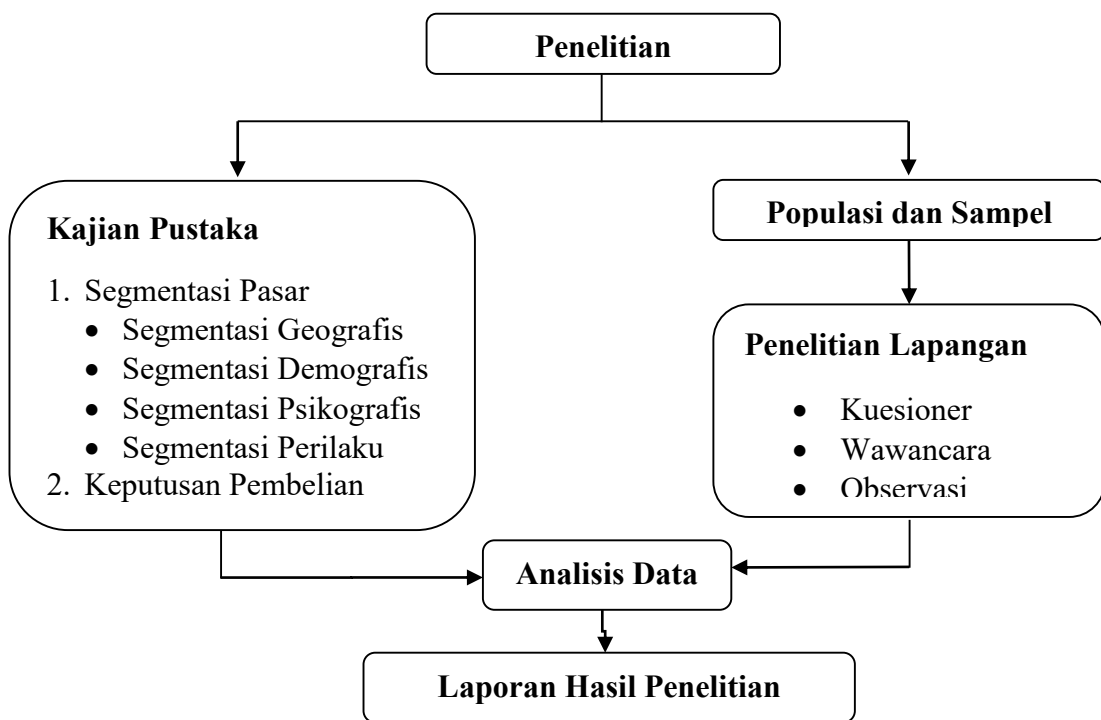 Penelitian
Kajian Pustaka
1. Segmentasi Pasar
• Segmentasi Geografis
• Segmentasi Demografis
• Segmentasi Psikografis
• Segmentasi Perilaku
2. Keputusan Pembelian
Populasi dan Sampel
Penelitian Lapangan
• Kuesioner
• Wawancara
• Observasi
Analisis Data
Laporan Hasil Penelitian